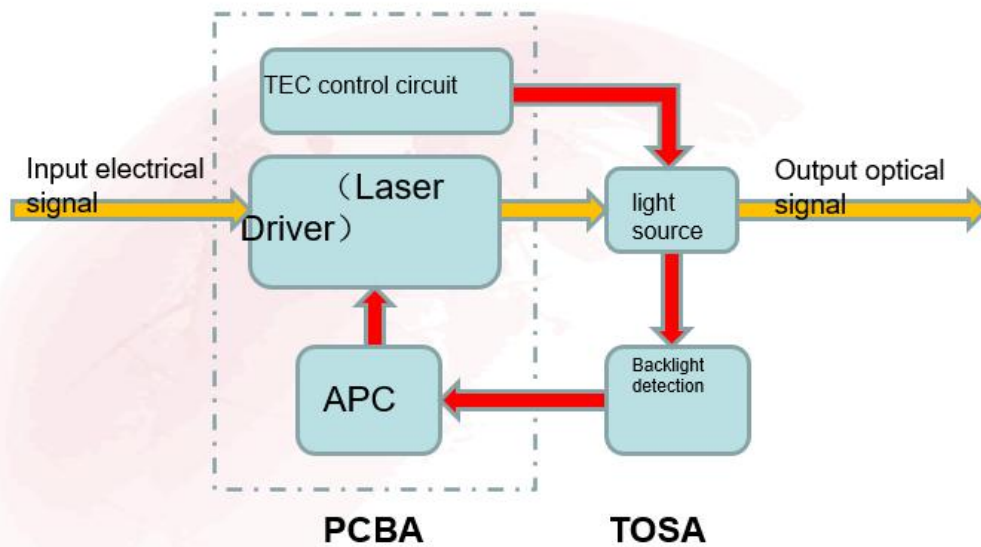 TEC control circuit
Input electrical
signal
（Laser
Driver）
light
source
Output optical
signal
APC
Backlight
detection
PCBA
TOSA